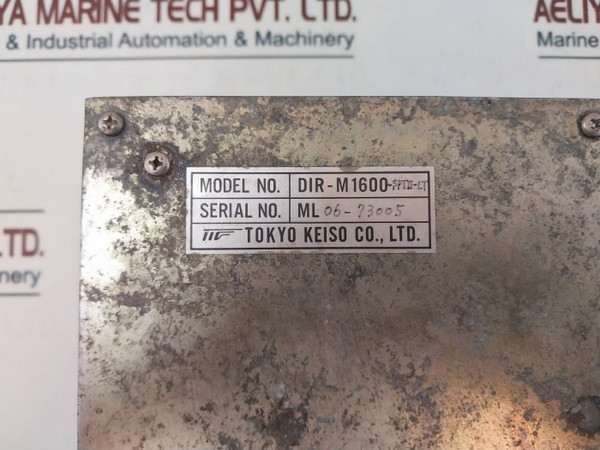 YA MARINE TECH PVT. LTD.
& Industrial Automation & Machinery
AELIY
Marine
MODEL NO. DIR-M1600
SERIAL NO. ML 06-73005
TOKYO KEISO CO., LTD.
LTD.
nery